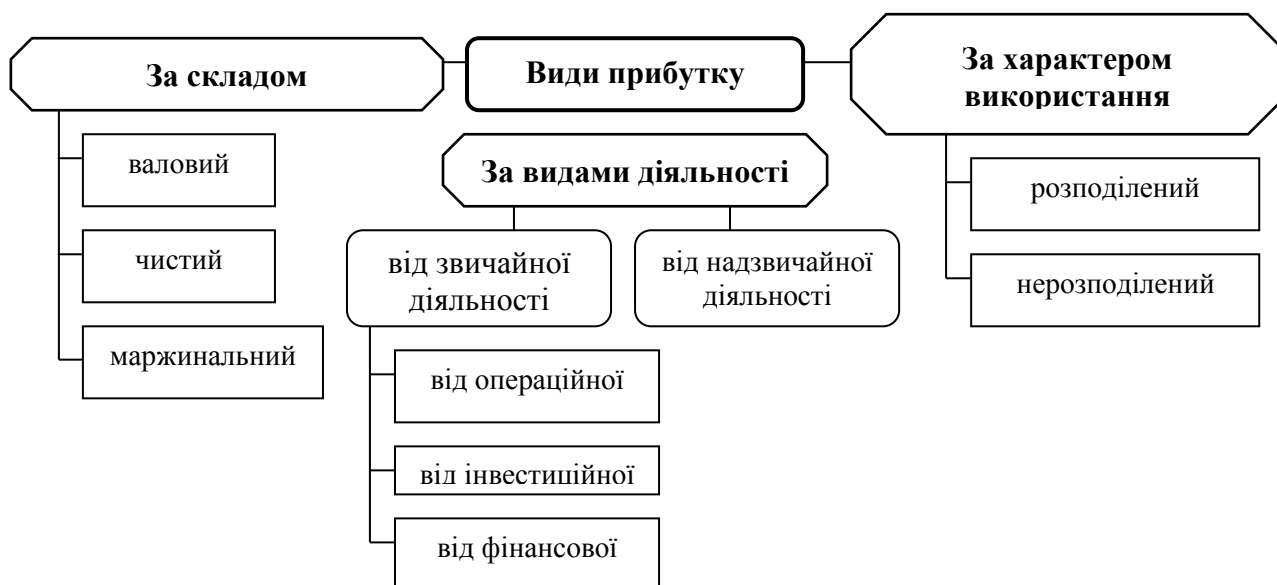 За складом
Види прибутку
За характером
використання
валовий
чистий
маржинальний
За видами діяльності
від звичайної
діяльності
від надзвичайної
діяльності
від операційної
від інвестиційної
від фінансової
розподілений
нерозподілений